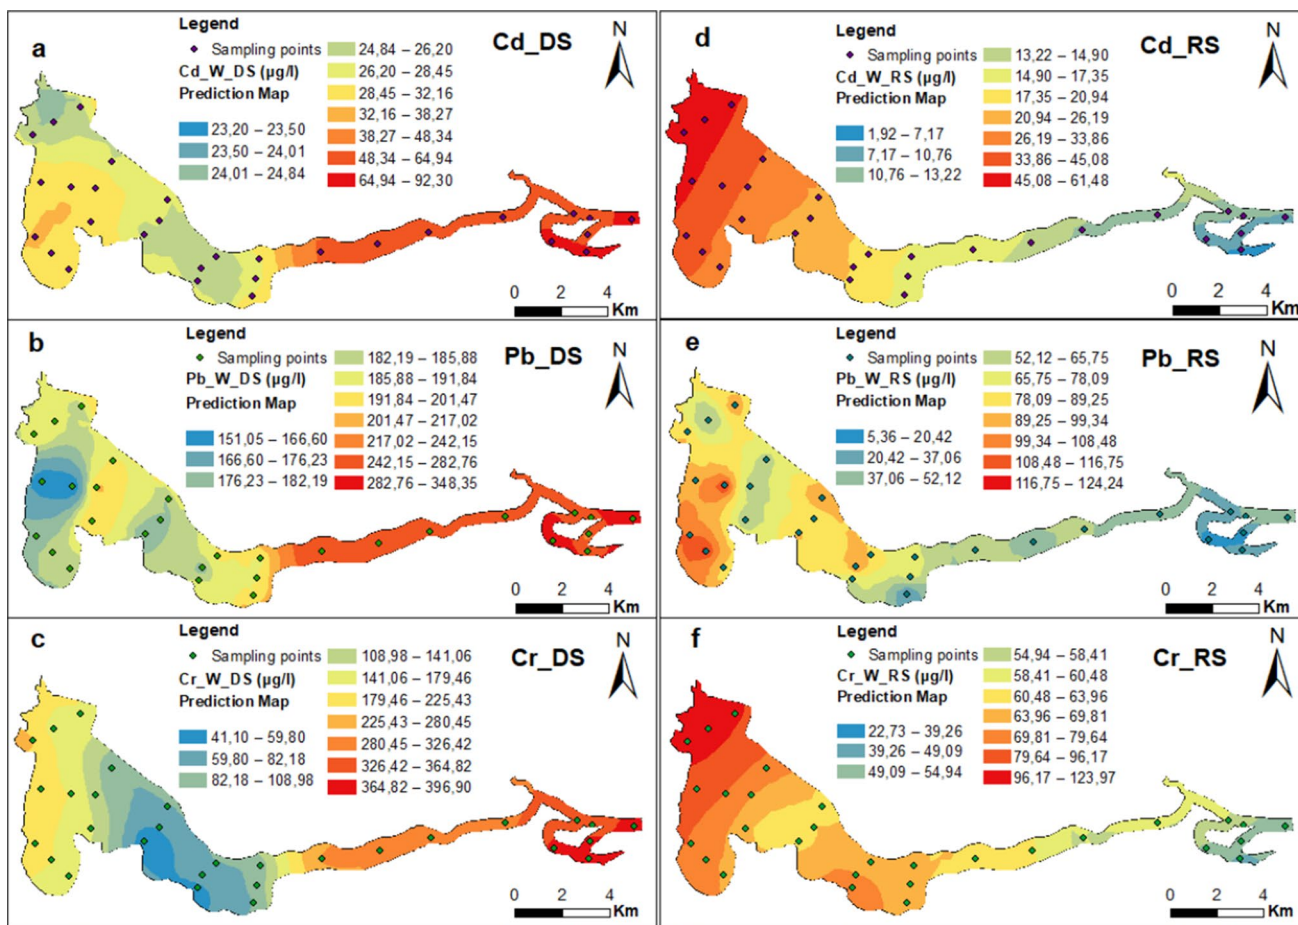 a
Legend
Sampling points
Cd_W_DS (µg/l)
Prediction Map
23,20 – 23,50
23,50 – 24,01
24,01 – 24,84
24,84 – 26,20
26,20 – 28,45
28,45 – 32,16
32,16 – 38,27
38,27 – 48,34
48,34 – 64,94
64,94 – 92,30
Cd_DS
N
0 2 4
Km
d
Legend
Sampling points
Cd_W_RS (µg/l)
Prediction Map
1,92 – 7,17
7,17 – 10,76
10,76 – 13,22
13,22 – 14,90
14,90 – 17,35
17,35 – 20,94
20,94 – 26,19
26,19 – 33,86
33,86 – 45,08
45,08 – 61,48
Cd_RS
N
0 2 4
Km
b
Legend
Sampling points
Pb_W_DS (µg/l)
Prediction Map
151,05 – 166,60
166,60 – 176,23
176,23 – 182,19
182,19 – 185,88
185,88 – 191,84
191,84 – 201,47
201,47 – 217,02
217,02 – 242,15
242,15 – 282,76
282,76 – 348,35
Pb_DS
N
0 2 4
Km
e
Legend
Sampling points
Pb_W_RS (µg/l)
Prediction Map
5,36 – 20,42
20,42 – 37,06
37,06 – 52,12
52,12 – 65,75
65,75 – 78,09
78,09 – 89,25
89,25 – 99,34
99,34 – 108,48
108,48 – 116,75
116,75 – 124,24
Pb_RS
N
0 2 4
Km
c
Legend
Sampling points
Cr_W_DS (µg/l)
Prediction Map
41,10 – 59,80
59,80 – 82,18
82,18 – 108,98
108,98 – 141,06
141,06 – 179,46
179,46 – 225,43
225,43 – 280,45
280,45 – 326,42
326,42 – 364,82
364,82 – 396,90
Cr_DS
N
0 2 4
Km
f
Legend
Sampling points
Cr_W_RS (µg/l)
Prediction Map
22,73 – 39,26
39,26 – 49,09
49,09 – 54,94
54,94 – 58,41
58,41 – 60,48
60,48 – 63,96
63,96 – 69,81
69,81 – 79,64
79,64 – 96,17
96,17 – 123,97
Cr_RS
N
0 2 4
Km